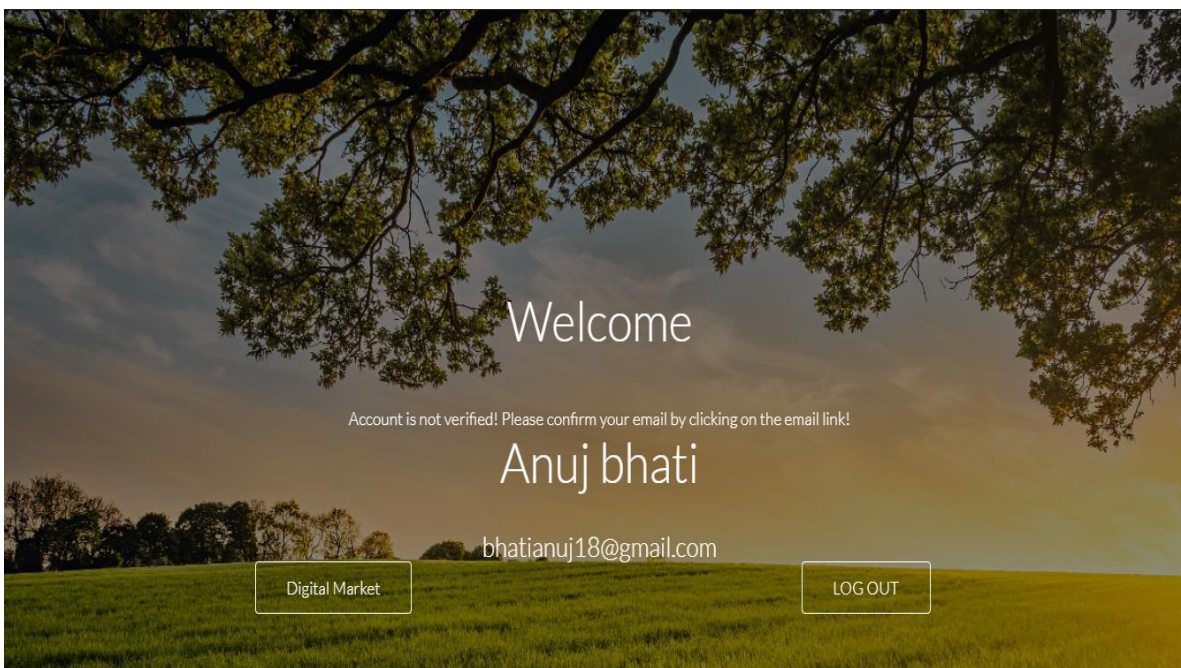 Welcome
Account is not verified! Please confirm your email by clicking on the email link!
Anuj bhati
bhatianuj18@gmail.com
Digital Market
LOG OUT